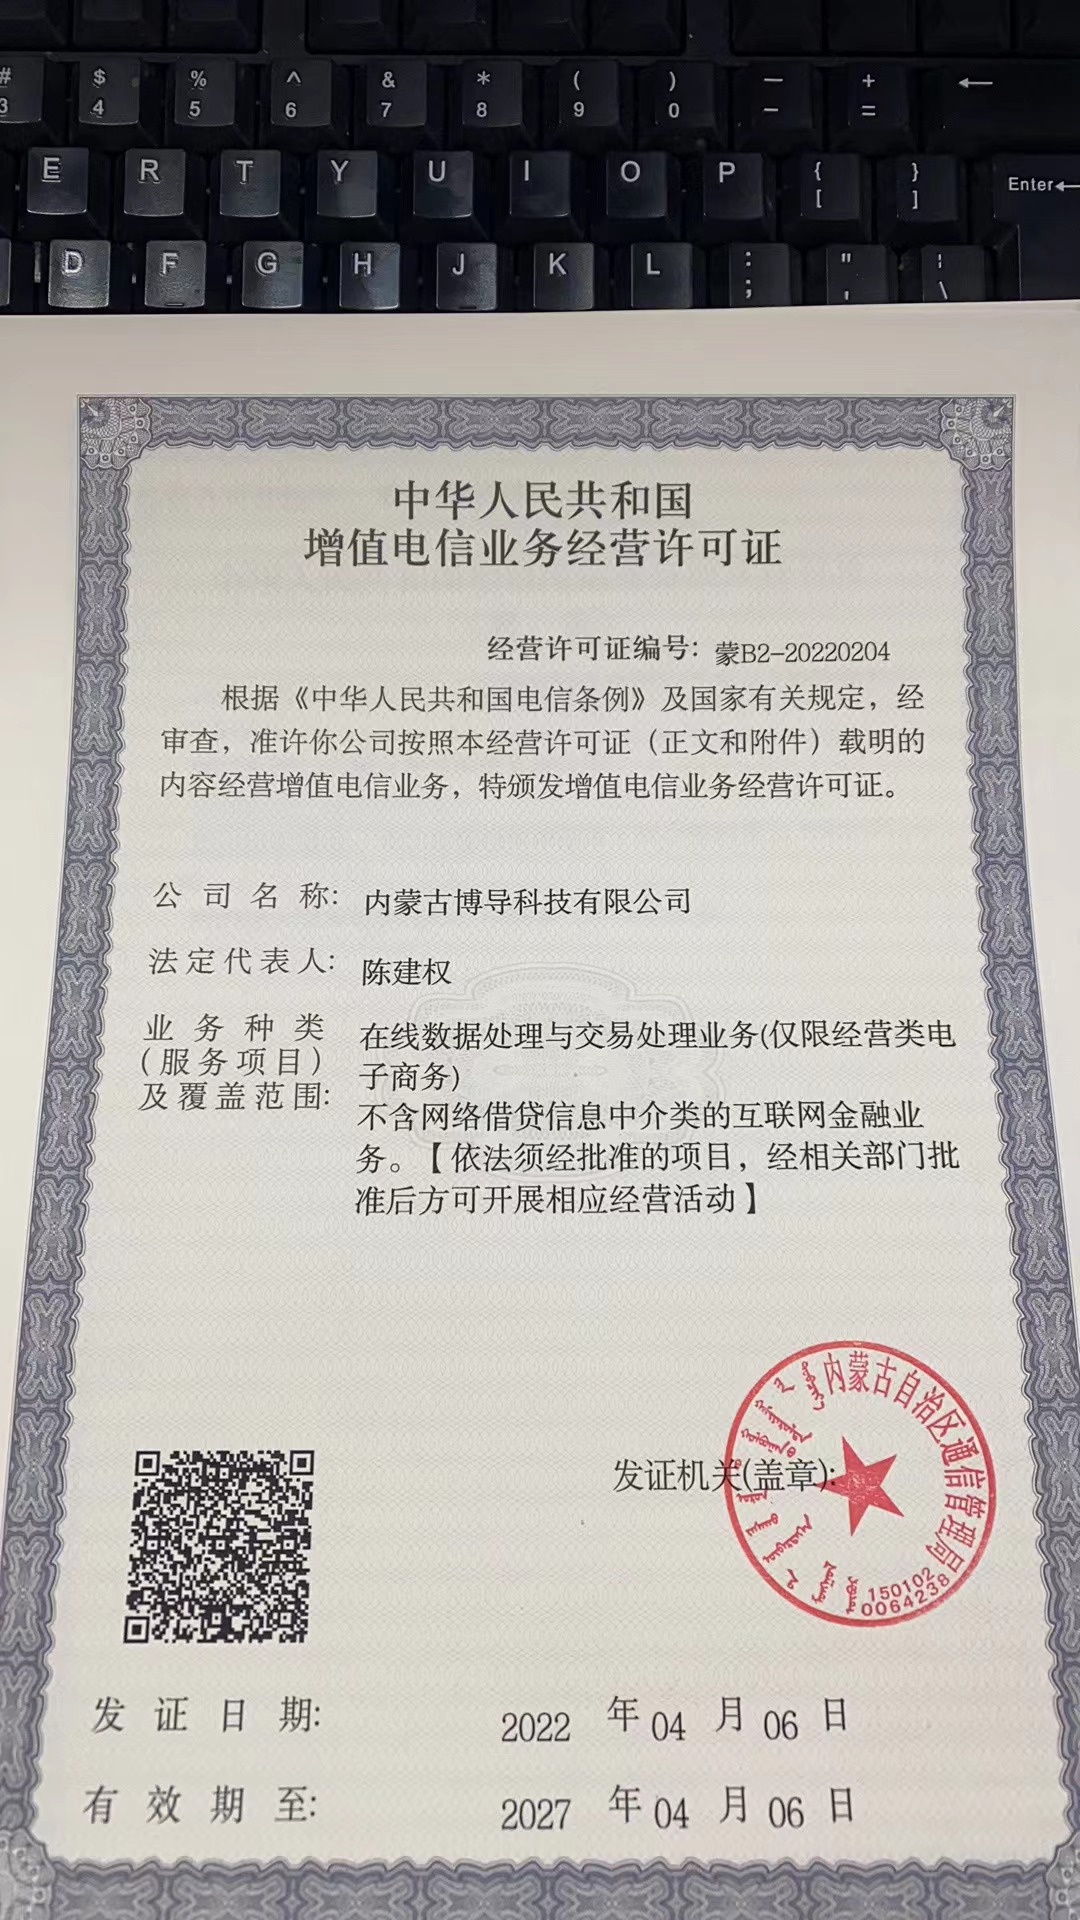 # $ % ^ & * ( ) — +
3 4 5 6 7 8 9 0 - = ←
E R T Y U I O P { }
[ ] Enter←
D F G H J K L : " ¦
; ' \
中华人民共和国
增值电信业务经营许可证
经营许可证编号: 蒙B2-20220204
根据《中华人民共和国电信条例》及国家有关规定，经
审查，准许你公司按照本经营许可证（正文和附件）载明的
内容经营增值电信业务，特颁发增值电信业务经营许可证。
公司名称: 内蒙古博导科技有限公司
法定代表人: 陈建权
业务种类
(服务项目)
及覆盖范围:
在线数据处理与交易处理业务(仅限经营类电
子商务)
不含网络借贷信息中介类的互联网金融业
务。【依法须经批准的项目，经相关部门批
准后方可开展相应经营活动】
发证机关(盖章):
内蒙古自治区通信管理局
150102
0064238
发证日期: 2022 年 04 月 06 日
有效期至: 2027 年 04 月 06 日